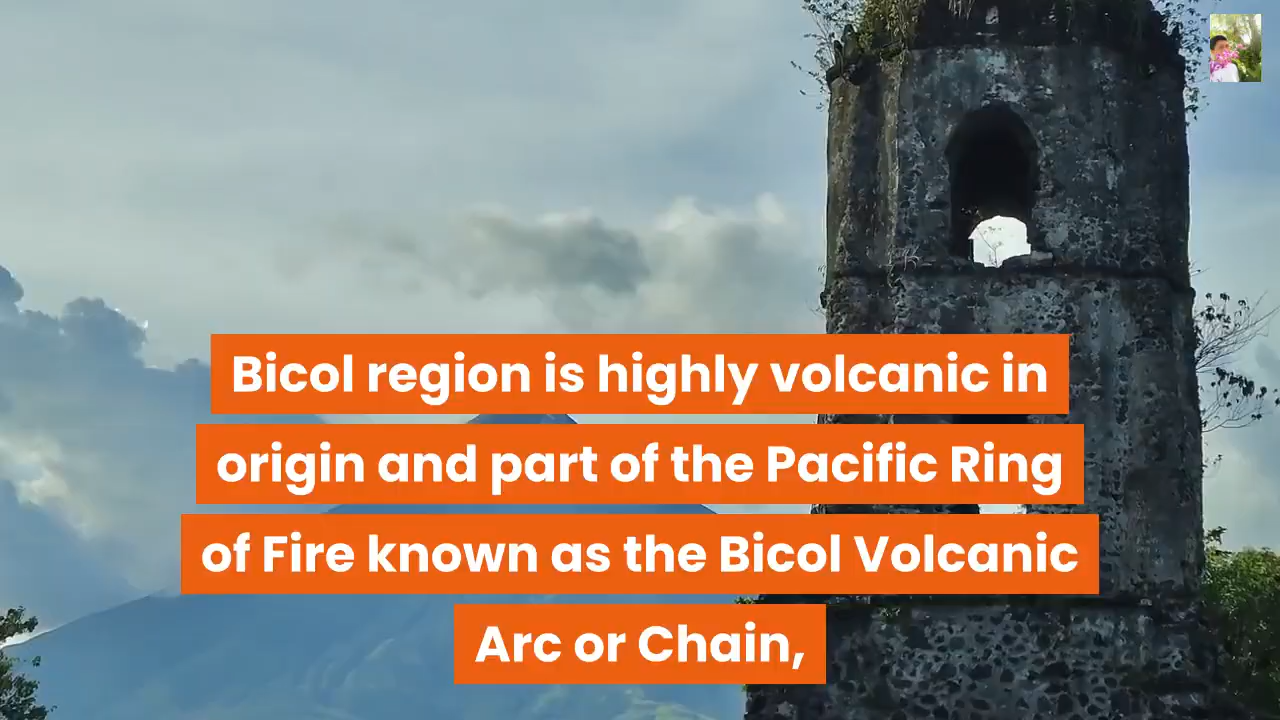 Bicol region is highly volcanic in
origin and part of the Pacific Ring
of Fire known as the Bicol Volcanic
Arc or Chain,